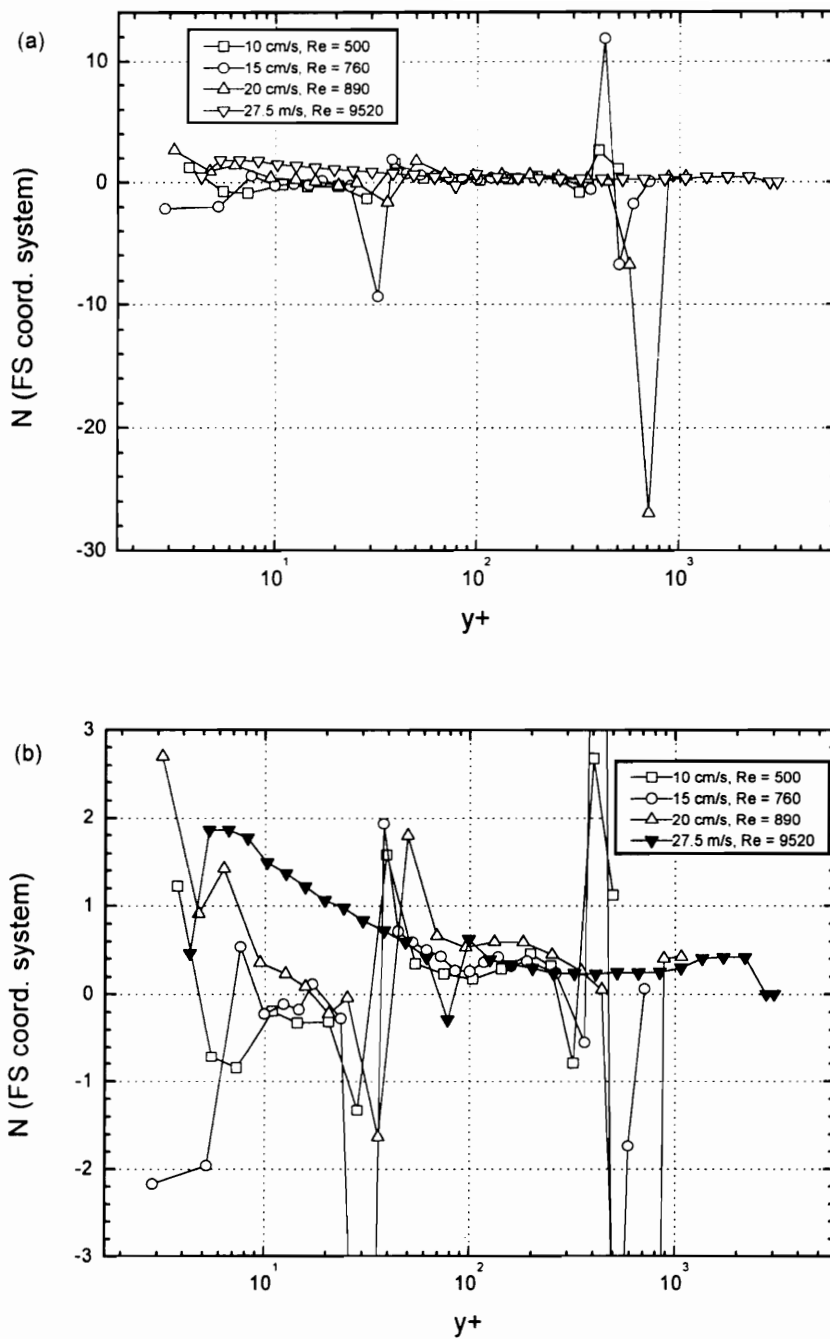 (a)
10 cm/s, Re = 500
15 cm/s, Re = 760
20 cm/s, Re = 890
27.5 m/s, Re = 9520
N (FS coord. system)
10
0
-10
-20
-30
10¹
10²
10³
y+
(b)
10 cm/s, Re = 500
15 cm/s, Re = 760
20 cm/s, Re = 890
27.5 m/s, Re = 9520
N (FS coord. system)
3
2
1
0
-1
-2
-3
10¹
10²
10³
y+